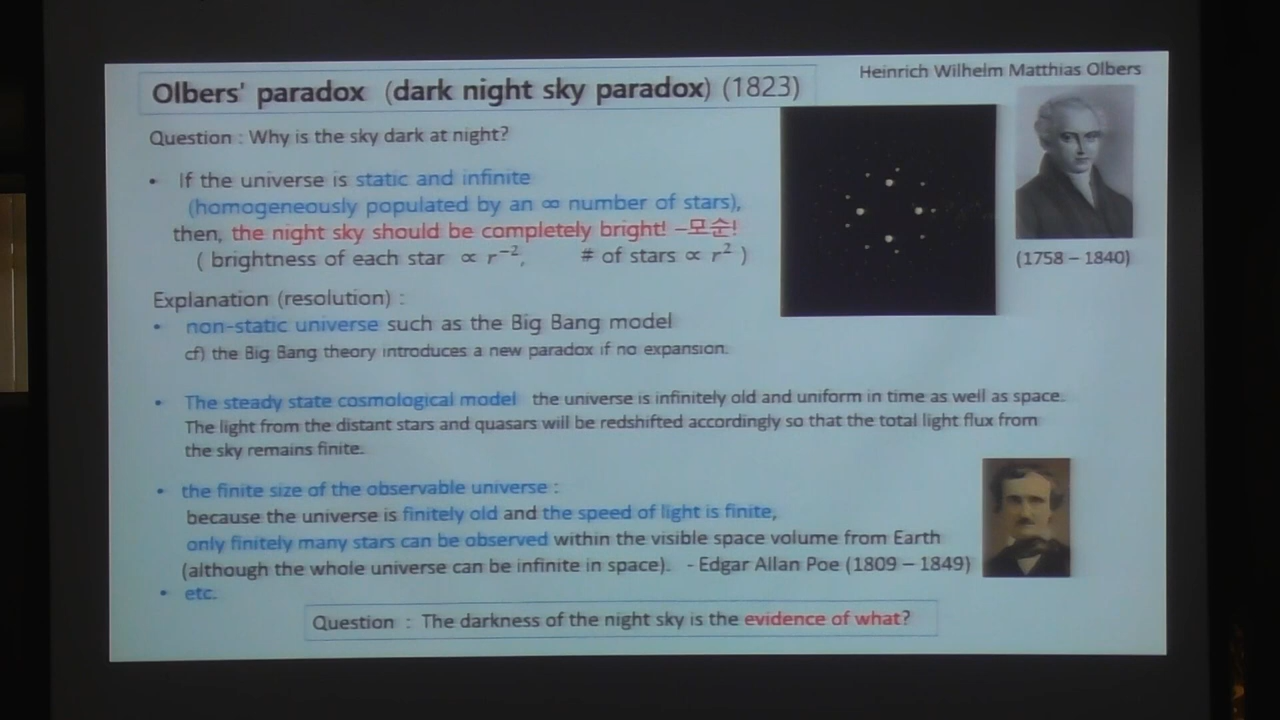 Olbers' paradox (dark night sky paradox) (1823)
Heinrich Wilhelm Matthias Olbers
Question : Why is the sky dark at night?
• If the universe is static and infinite
(homogeneously populated by an ∞ number of stars),
then, the night sky should be completely bright! –모순!
( brightness of each star ∝ r⁻², # of stars ∝ r² )
(1758 – 1840)
Explanation (resolution) :
• non-static universe such as the Big Bang model
cf) the Big Bang theory introduces a new paradox if no expansion.
• The steady state cosmological model the universe is infinitely old and uniform in time as well as space.
The light from the distant stars and quasars will be redshifted accordingly so that the total light flux from
the sky remains finite.
• the finite size of the observable universe :
because the universe is finitely old and the speed of light is finite,
only finitely many stars can be observed within the visible space volume from Earth
(although the whole universe can be infinite in space). - Edgar Allan Poe (1809 – 1849)
• etc.
Question : The darkness of the night sky is the evidence of what?